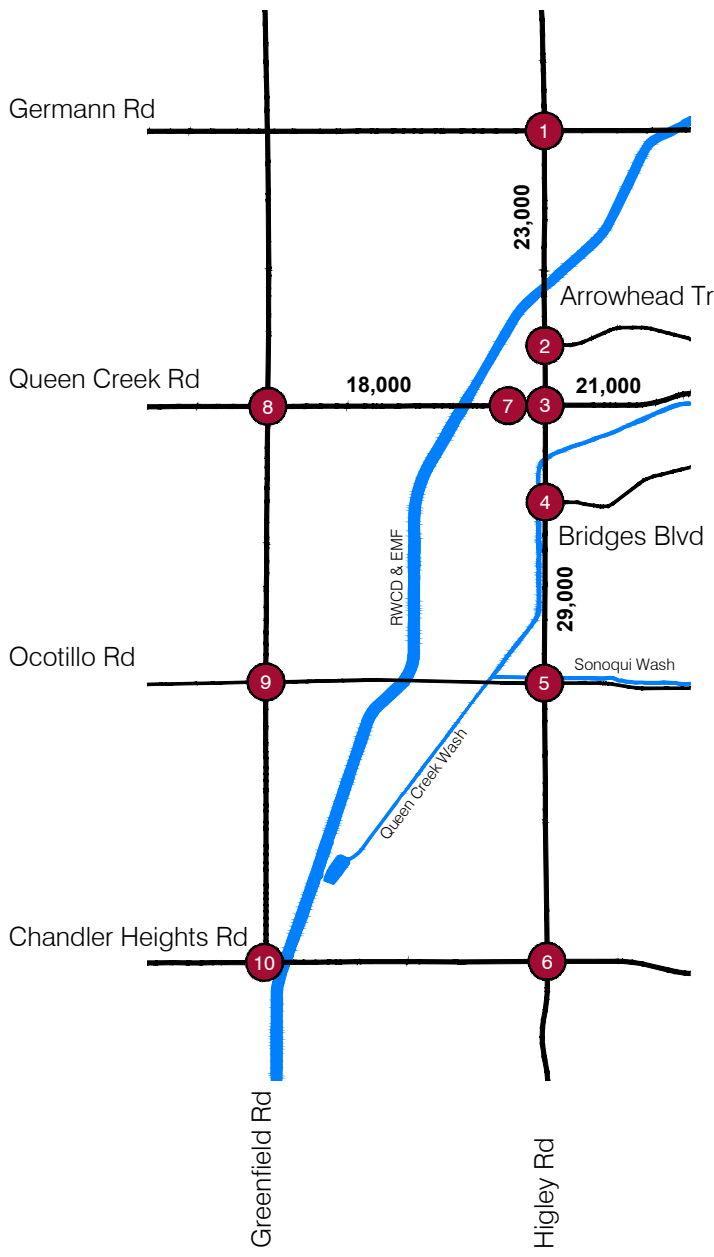 Germann Rd
1
23,000
Arrowhead Tr
2
Queen Creek Rd
18,000
21,000
8
7
3
4
Bridges Blvd
RWCD & EMF
29,000
Ocotillo Rd
Sonoqui Wash
9
5
Queen Creek Wash
Chandler Heights Rd
10
6
Greenfield Rd
Higley Rd